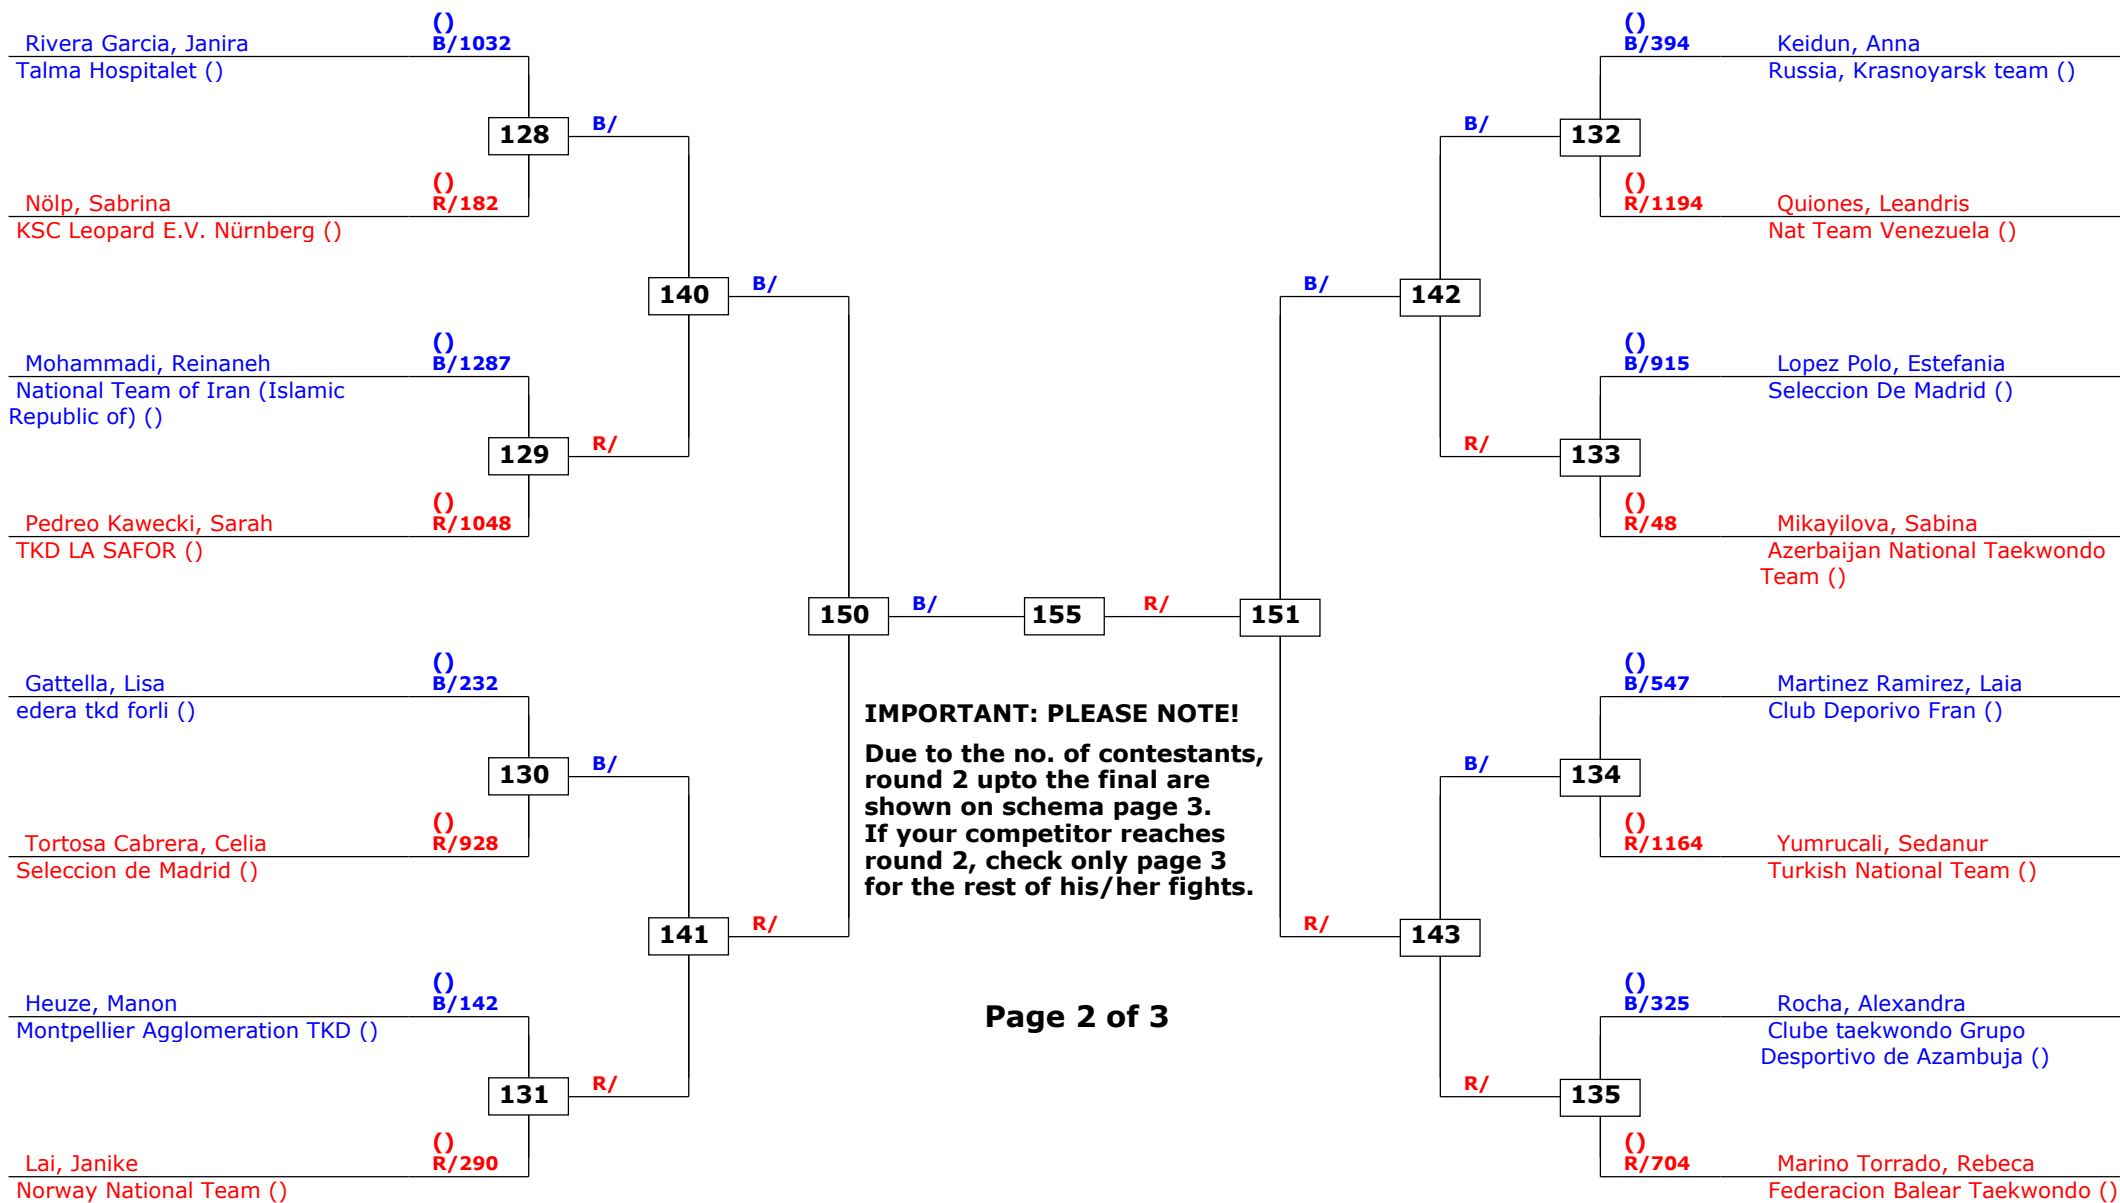 ()
Rivera Garcia, Janira B/1032
Talma Hospitalet ()
128
B/
()
Nölp, Sabrina R/182
KSC Leopard E.V. Nürnberg ()
140
B/
()
Mohammadi, Reinaneh B/1287
National Team of Iran (Islamic
Republic of) ()
129
R/
()
Pedreo Kawecki, Sarah R/1048
TKD LA SAFOR ()
150
B/
155
R/
151
()
Gattella, Lisa B/232
edera tkd forli ()
130
B/
()
Tortosa Cabrera, Celia R/928
Seleccion de Madrid ()
141
R/
()
Heuze, Manon B/142
Montpellier Agglomeration TKD ()
131
R/
()
Lai, Janike R/290
Norway National Team ()
IMPORTANT: PLEASE NOTE!
Due to the no. of contestants,
round 2 upto the final are
shown on schema page 3.
If your competitor reaches
round 2, check only page 3
for the rest of his/her fights.
Page 2 of 3
()
B/394 Keidun, Anna
Russia, Krasnoyarsk team ()
B/
132
()
R/1194 Quiones, Leandris
Nat Team Venezuela ()
B/
142
()
B/915 Lopez Polo, Estefania
Seleccion De Madrid ()
R/
133
()
R/48 Mikayilova, Sabina
Azerbaijan National Taekwondo
Team ()
()
B/547 Martinez Ramirez, Laia
Club Deporivo Fran ()
B/
134
()
R/1164 Yumrucali, Sedanur
Turkish National Team ()
R/
143
()
B/325 Rocha, Alexandra
Clube taekwondo Grupo
Desportivo de Azambuja ()
R/
135
()
R/704 Marino Torrado, Rebeca
Federacion Balear Taekwondo ()